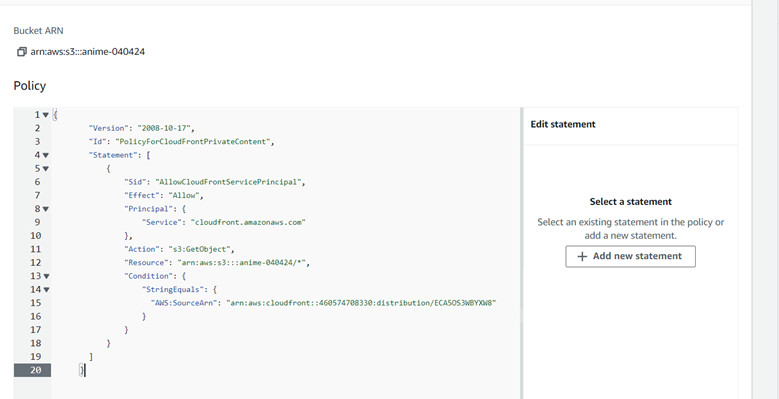 Bucket ARN
arn:aws:s3:::anime-040424
Policy
1 {
2 "Version": "2008-10-17",
3 "Id": "PolicyForCloudFrontPrivateContent",
4 "Statement": [
5 {
6 "Sid": "AllowCloudFrontServicePrincipal",
7 "Effect": "Allow",
8 "Principal": {
9 "Service": "cloudfront.amazonaws.com"
10 },
11 "Action": "s3:GetObject",
12 "Resource": "arn:aws:s3:::anime-040424/*",
13 "Condition": {
14 "StringEquals": {
15 "AWS:SourceArn": "arn:aws:cloudfront::460574708330:distribution/ECA5OS3WBYXW8"
16 }
17 }
18 }
19 ]
20 }
Edit statement
Select a statement
Select an existing statement in the policy or
add a new statement.
+ Add new statement